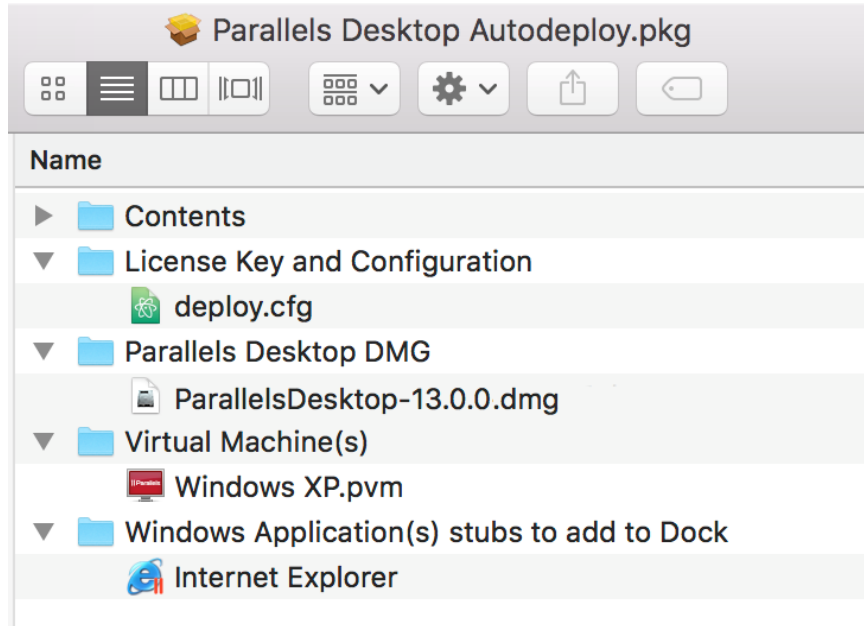 Parallels Desktop Autodeploy.pkg
Name
Contents
License Key and Configuration
deploy.cfg
Parallels Desktop DMG
ParallelsDesktop-13.0.0.dmg
Virtual Machine(s)
Windows XP.pvm
Windows Application(s) stubs to add to Dock
Internet Explorer